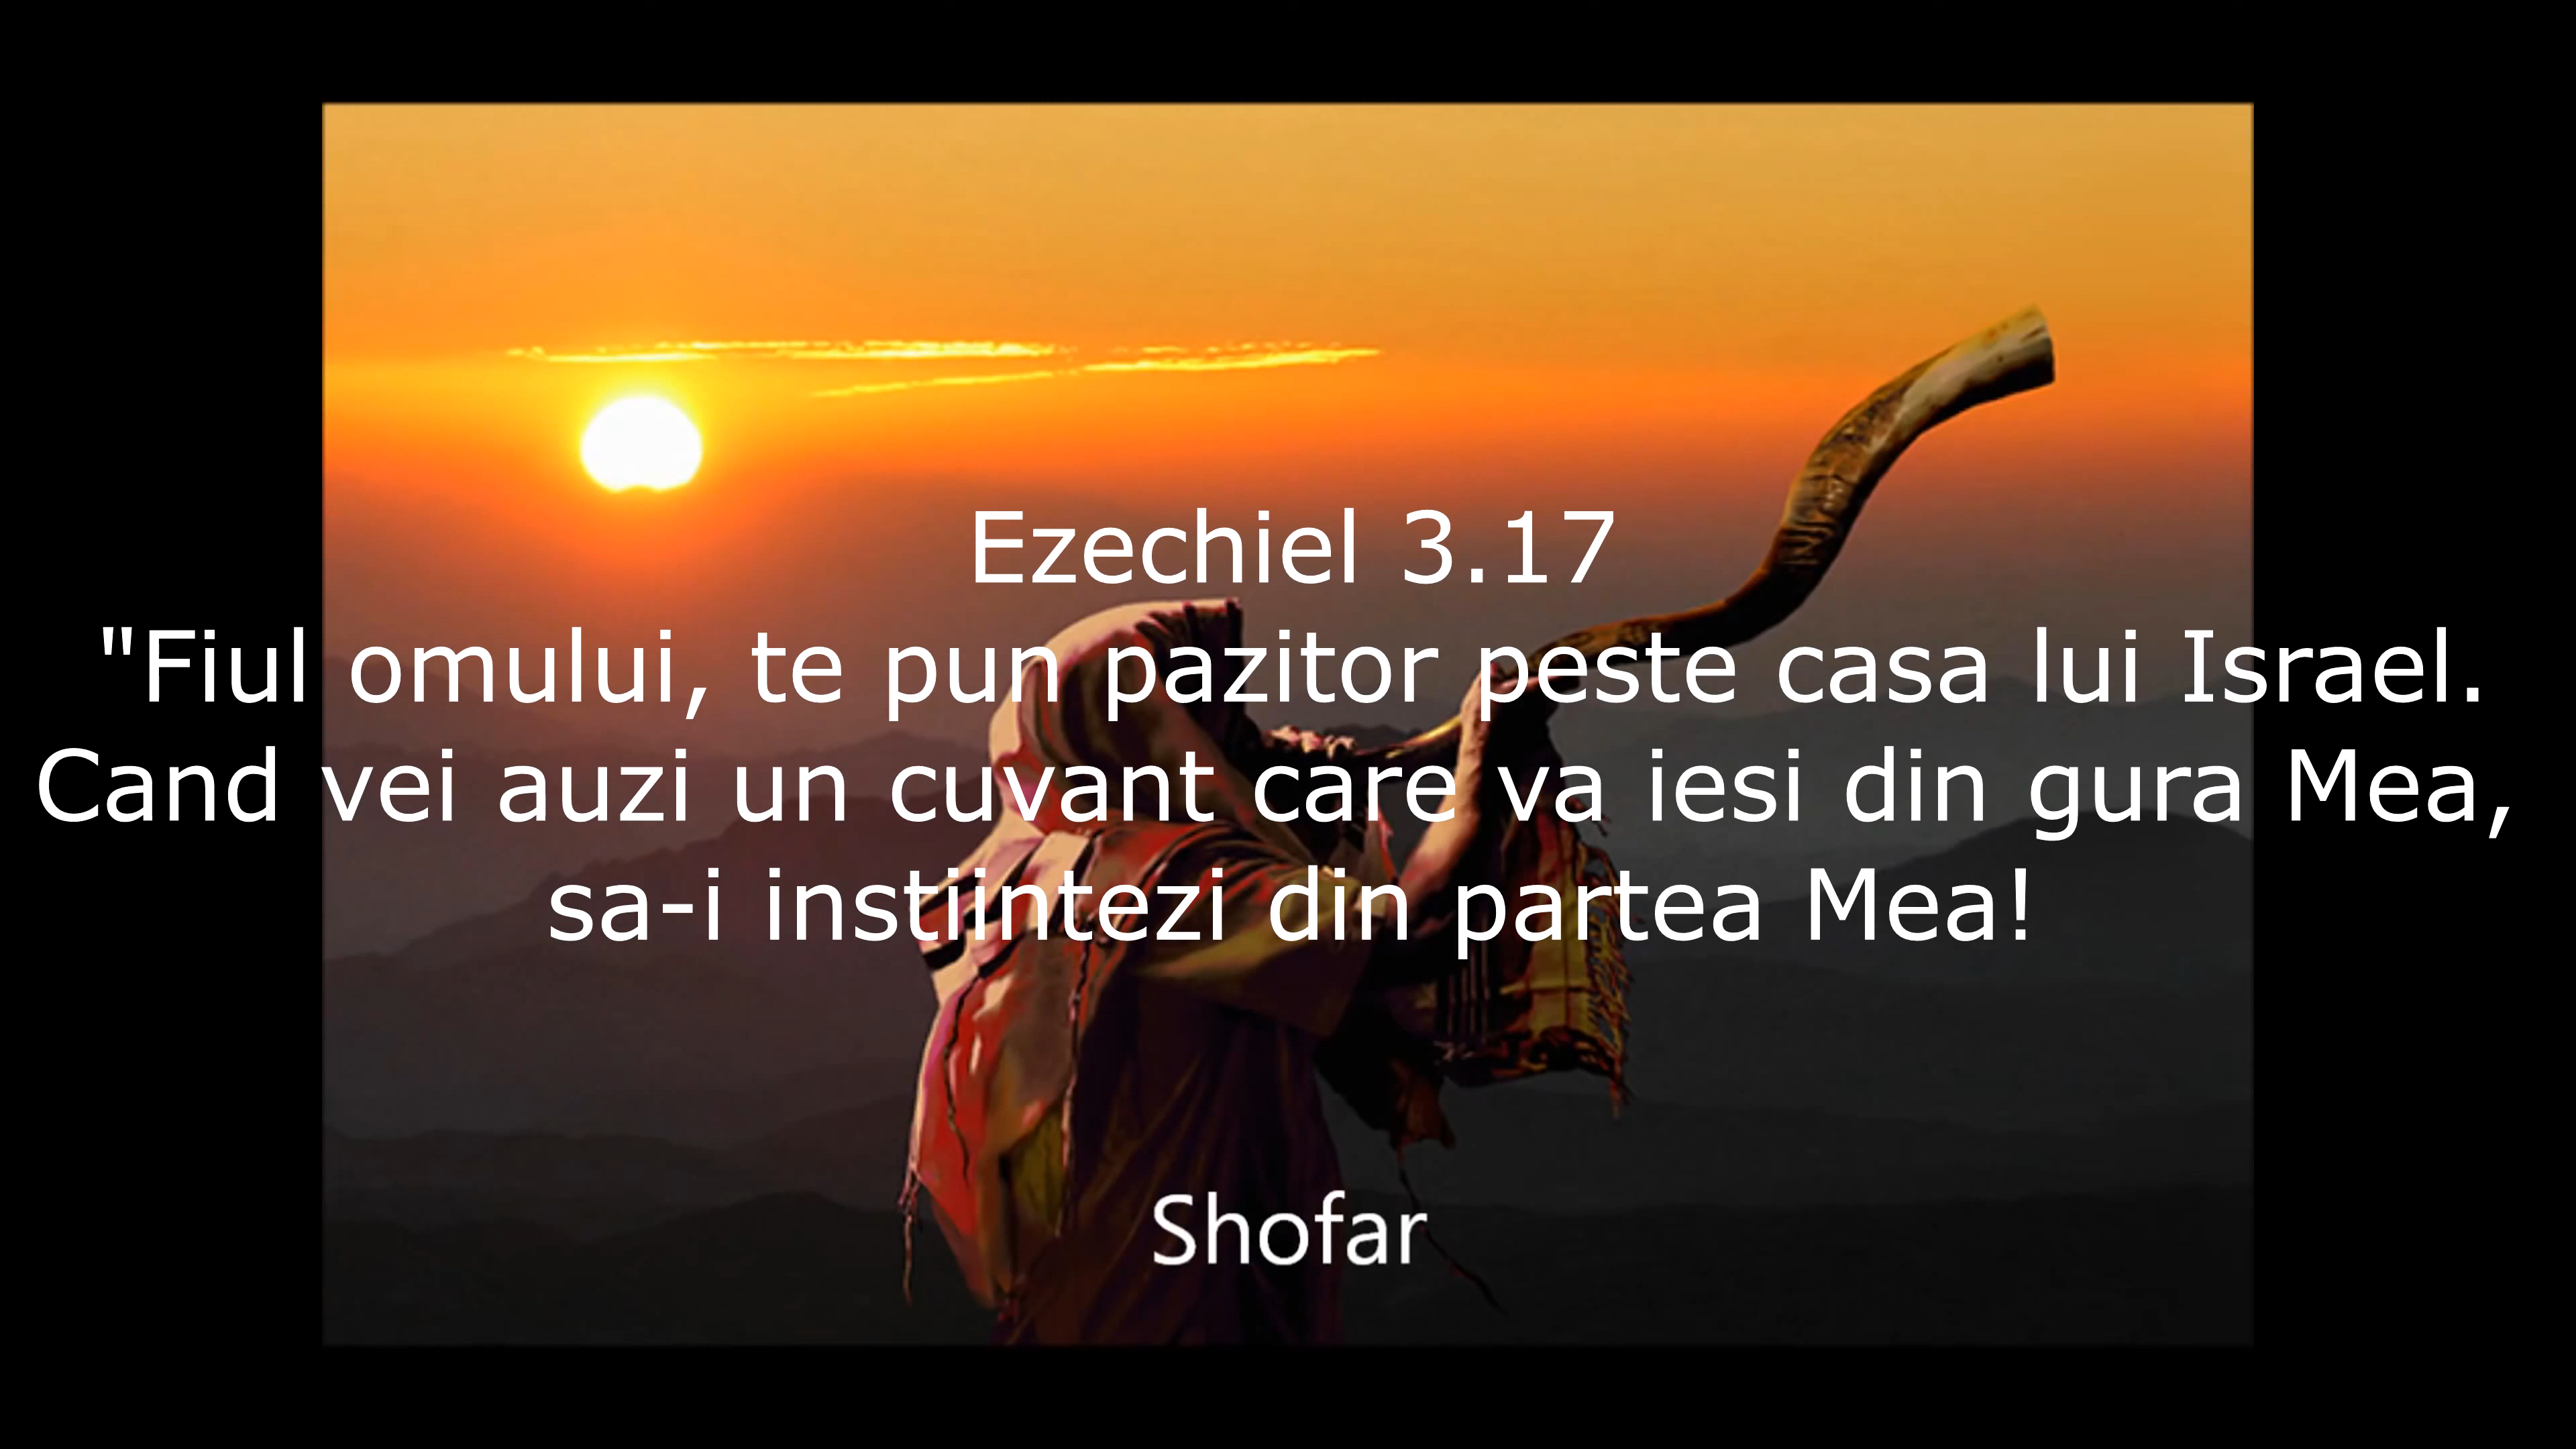 Ezechiel 3.17
"Fiul omului, te pun pazitor peste casa lui Israel.
Cand vei auzi un cuvant care va iesi din gura Mea,
sa-i instiintezi din partea Mea!
Shofar